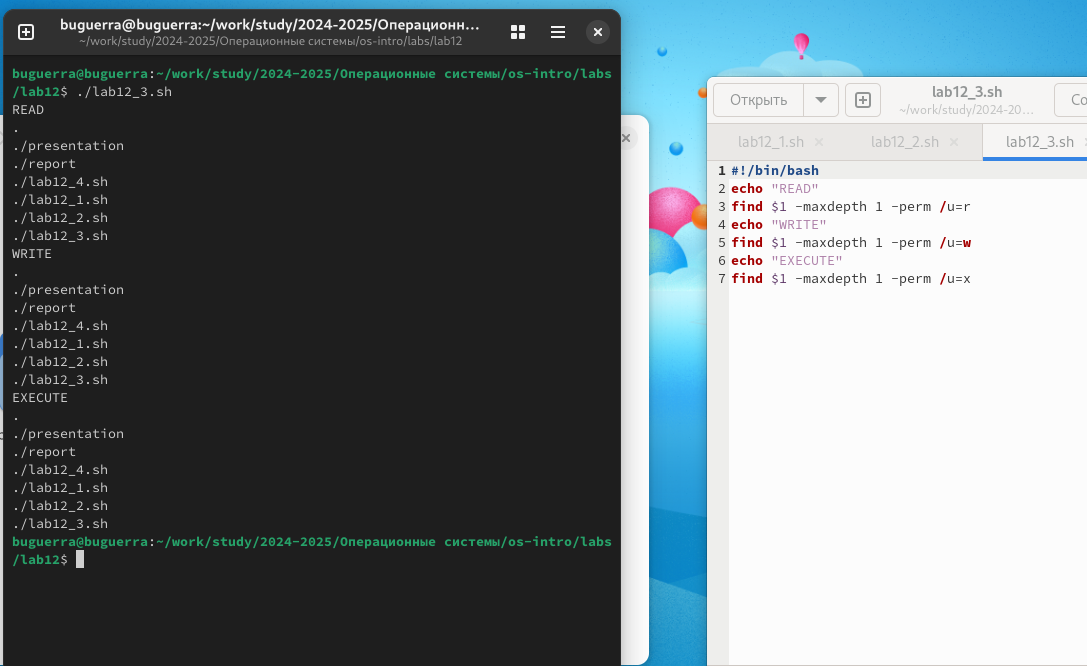 buguerra@buguerra:~/work/study/2024-2025/Операционн...
~/work/study/2024-2025/Операционные системы/os-intro/labs/lab12
buguerra@buguerra:~/work/study/2024-2025/Операционные системы/os-intro/labs
/lab12$ ./lab12_3.sh
READ
.
./presentation
./report
./lab12_4.sh
./lab12_1.sh
./lab12_2.sh
./lab12_3.sh
WRITE
.
./presentation
./report
./lab12_4.sh
./lab12_1.sh
./lab12_2.sh
./lab12_3.sh
EXECUTE
.
./presentation
./report
./lab12_4.sh
./lab12_1.sh
./lab12_2.sh
./lab12_3.sh
buguerra@buguerra:~/work/study/2024-2025/Операционные системы/os-intro/labs
/lab12$
Открыть
lab12_3.sh
~/work/study/2024-20...
Со
lab12_1.sh
lab12_2.sh
lab12_3.sh
1 #!/bin/bash
2 echo "READ"
3 find $1 -maxdepth 1 -perm /u=r
4 echo "WRITE"
5 find $1 -maxdepth 1 -perm /u=w
6 echo "EXECUTE"
7 find $1 -maxdepth 1 -perm /u=x